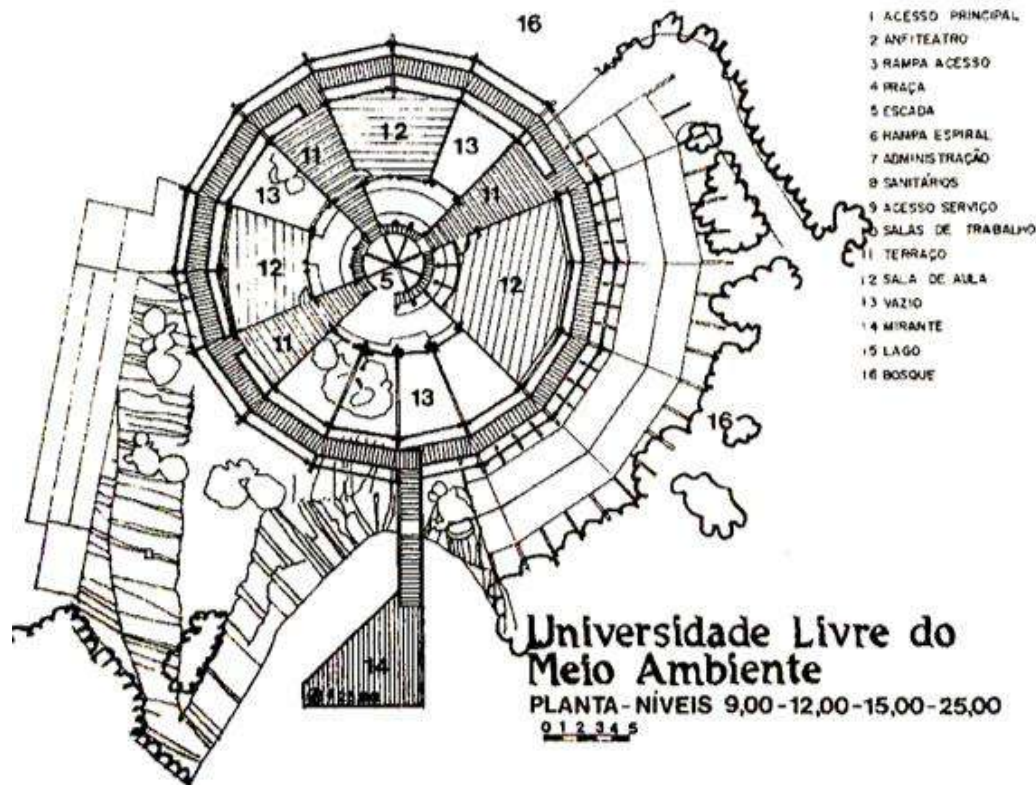 16
1 ACESSO PRINCIPAL
2 ANFITEATRO
3 RAMPA ACESSO
4 PRAÇA
5 ESCADA
6 RAMPA ESPIRAL
7 ADMINISTRAÇÃO
8 SANITÁRIOS
9 ACESSO SERVIÇO
0 SALAS DE TRABALHO
11 TERRAÇO
12 SALA DE AULA
13 VAZIO
14 MIRANTE
15 LAGO
16 BOSQUE
12
11
13
13
11
12
5
12
11
13
16
14
Universidade Livre do
Meio Ambiente
PLANTA-NÍVEIS 9,00-12,00-15,00-25,00
0 1 2 3 4 5